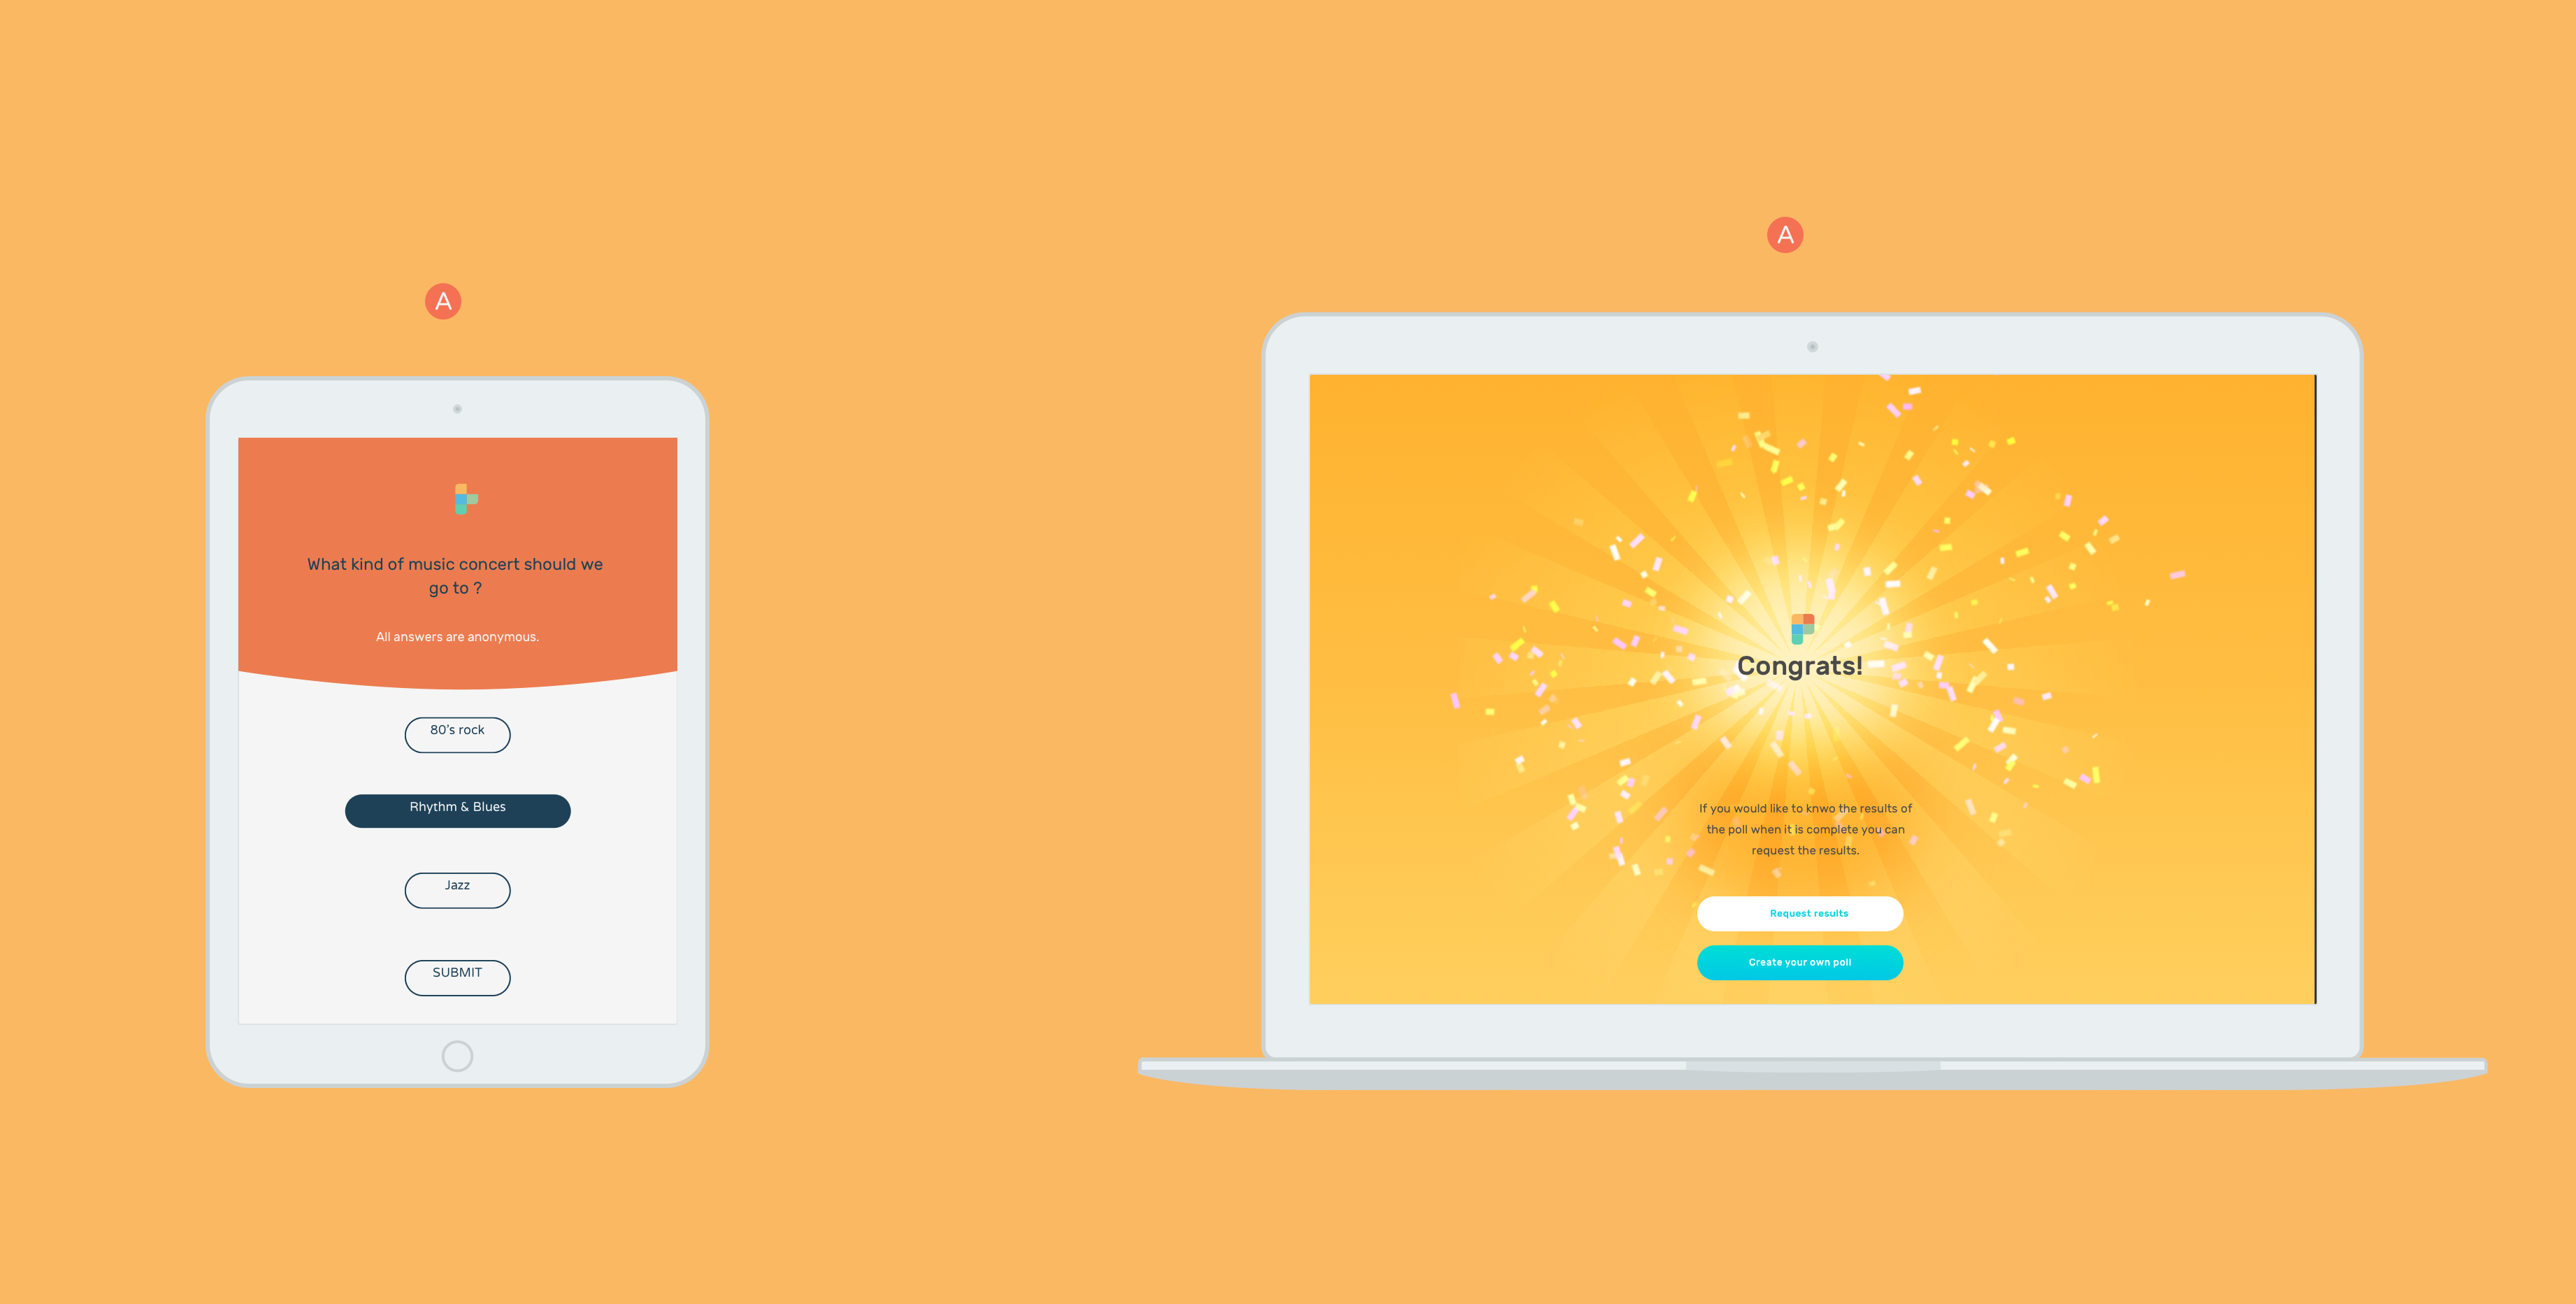 A
What kind of music concert should we
go to ?
All answers are anonymous.
80's rock
Rhythm & Blues
Jazz
SUBMIT
A
Congrats!
If you would like to knwo the results of
the poll when it is complete you can
request the results.
Request results
Create your own poll